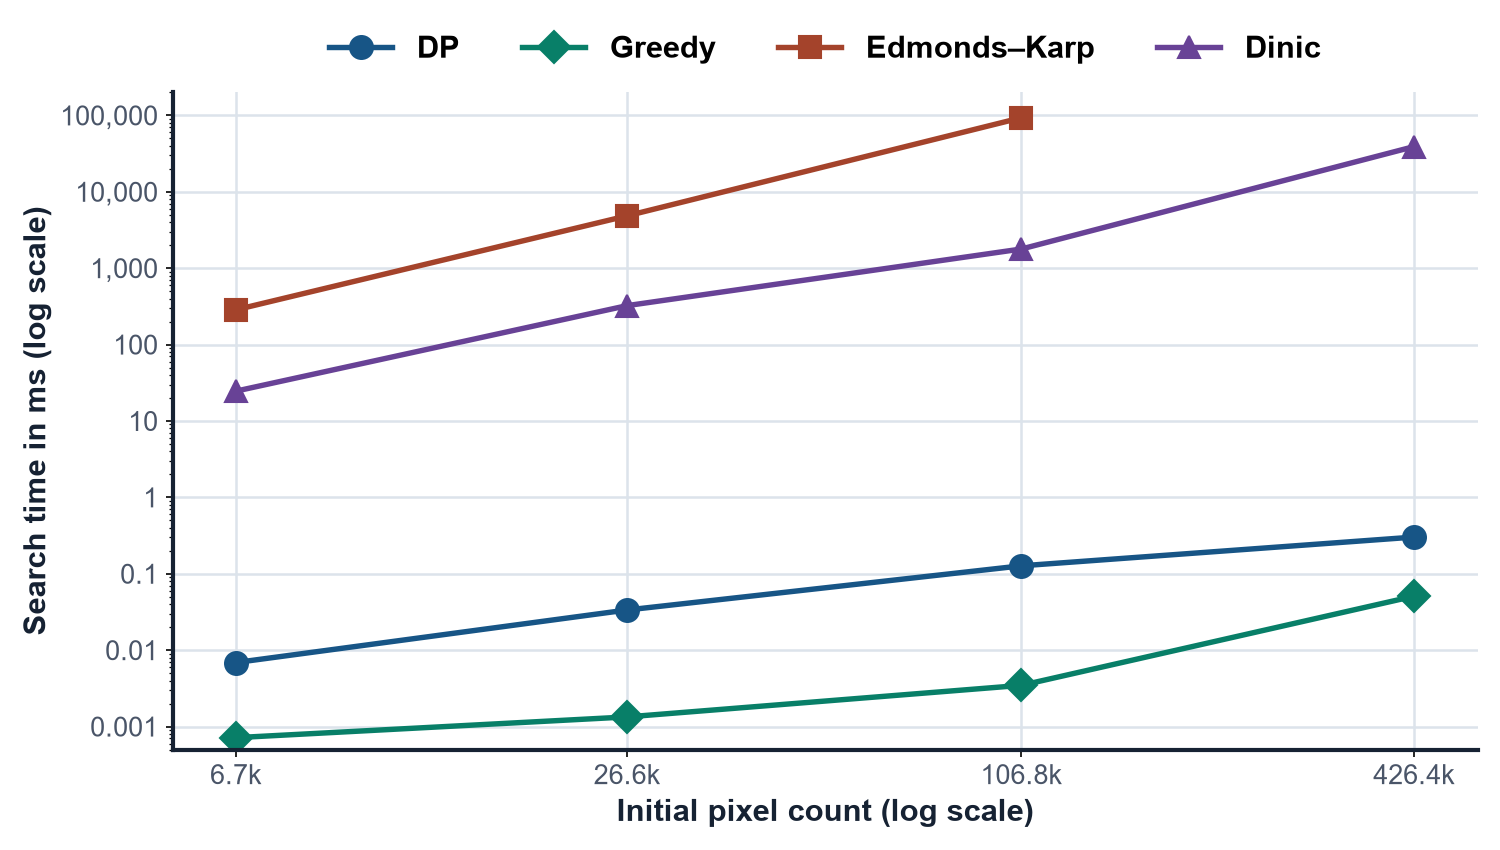 DP Greedy Edmonds–Karp Dinic
Search time in ms (log scale)
100,000
10,000
1,000
100
10
1
0.1
0.01
0.001
6.7k 26.6k 106.8k 426.4k
Initial pixel count (log scale)